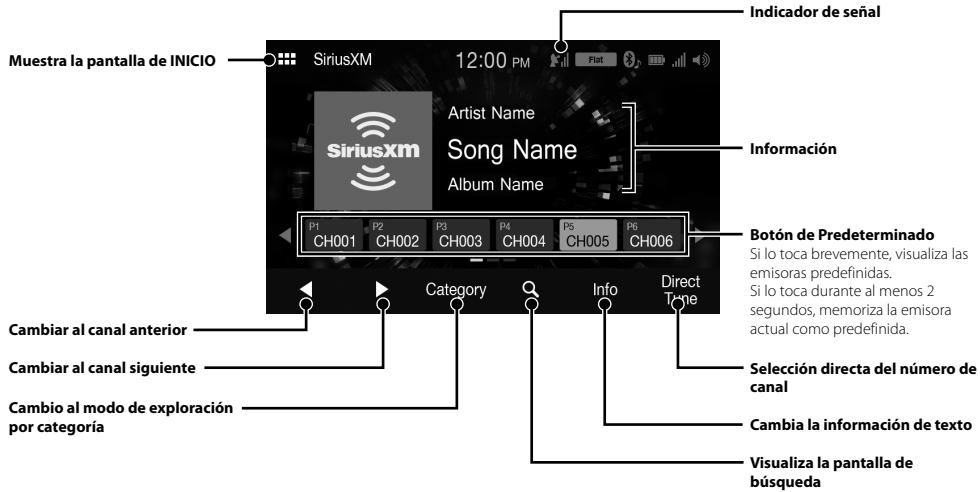 Indicador de señal
Muestra la pantalla de INICIO
SiriusXM
12:00 PM
Flat
Artist Name
SiriusXm
Song Name
Album Name
Información
P1
CH001
P2
CH002
P3
CH003
P4
CH004
P5
CH005
P6
CH006
Botón de Predeterminado
Si lo toca brevemente, visualiza las
emisoras predefinidas.
Si lo toca durante al menos 2
segundos, memoriza la emisora
actual como predefinida.
Category
Info
Direct
Tune
Cambiar al canal anterior
Cambiar al canal siguiente
Cambio al modo de exploración
por categoría
Selección directa del número de
canal
Cambia la información de texto
Visualiza la pantalla de
búsqueda